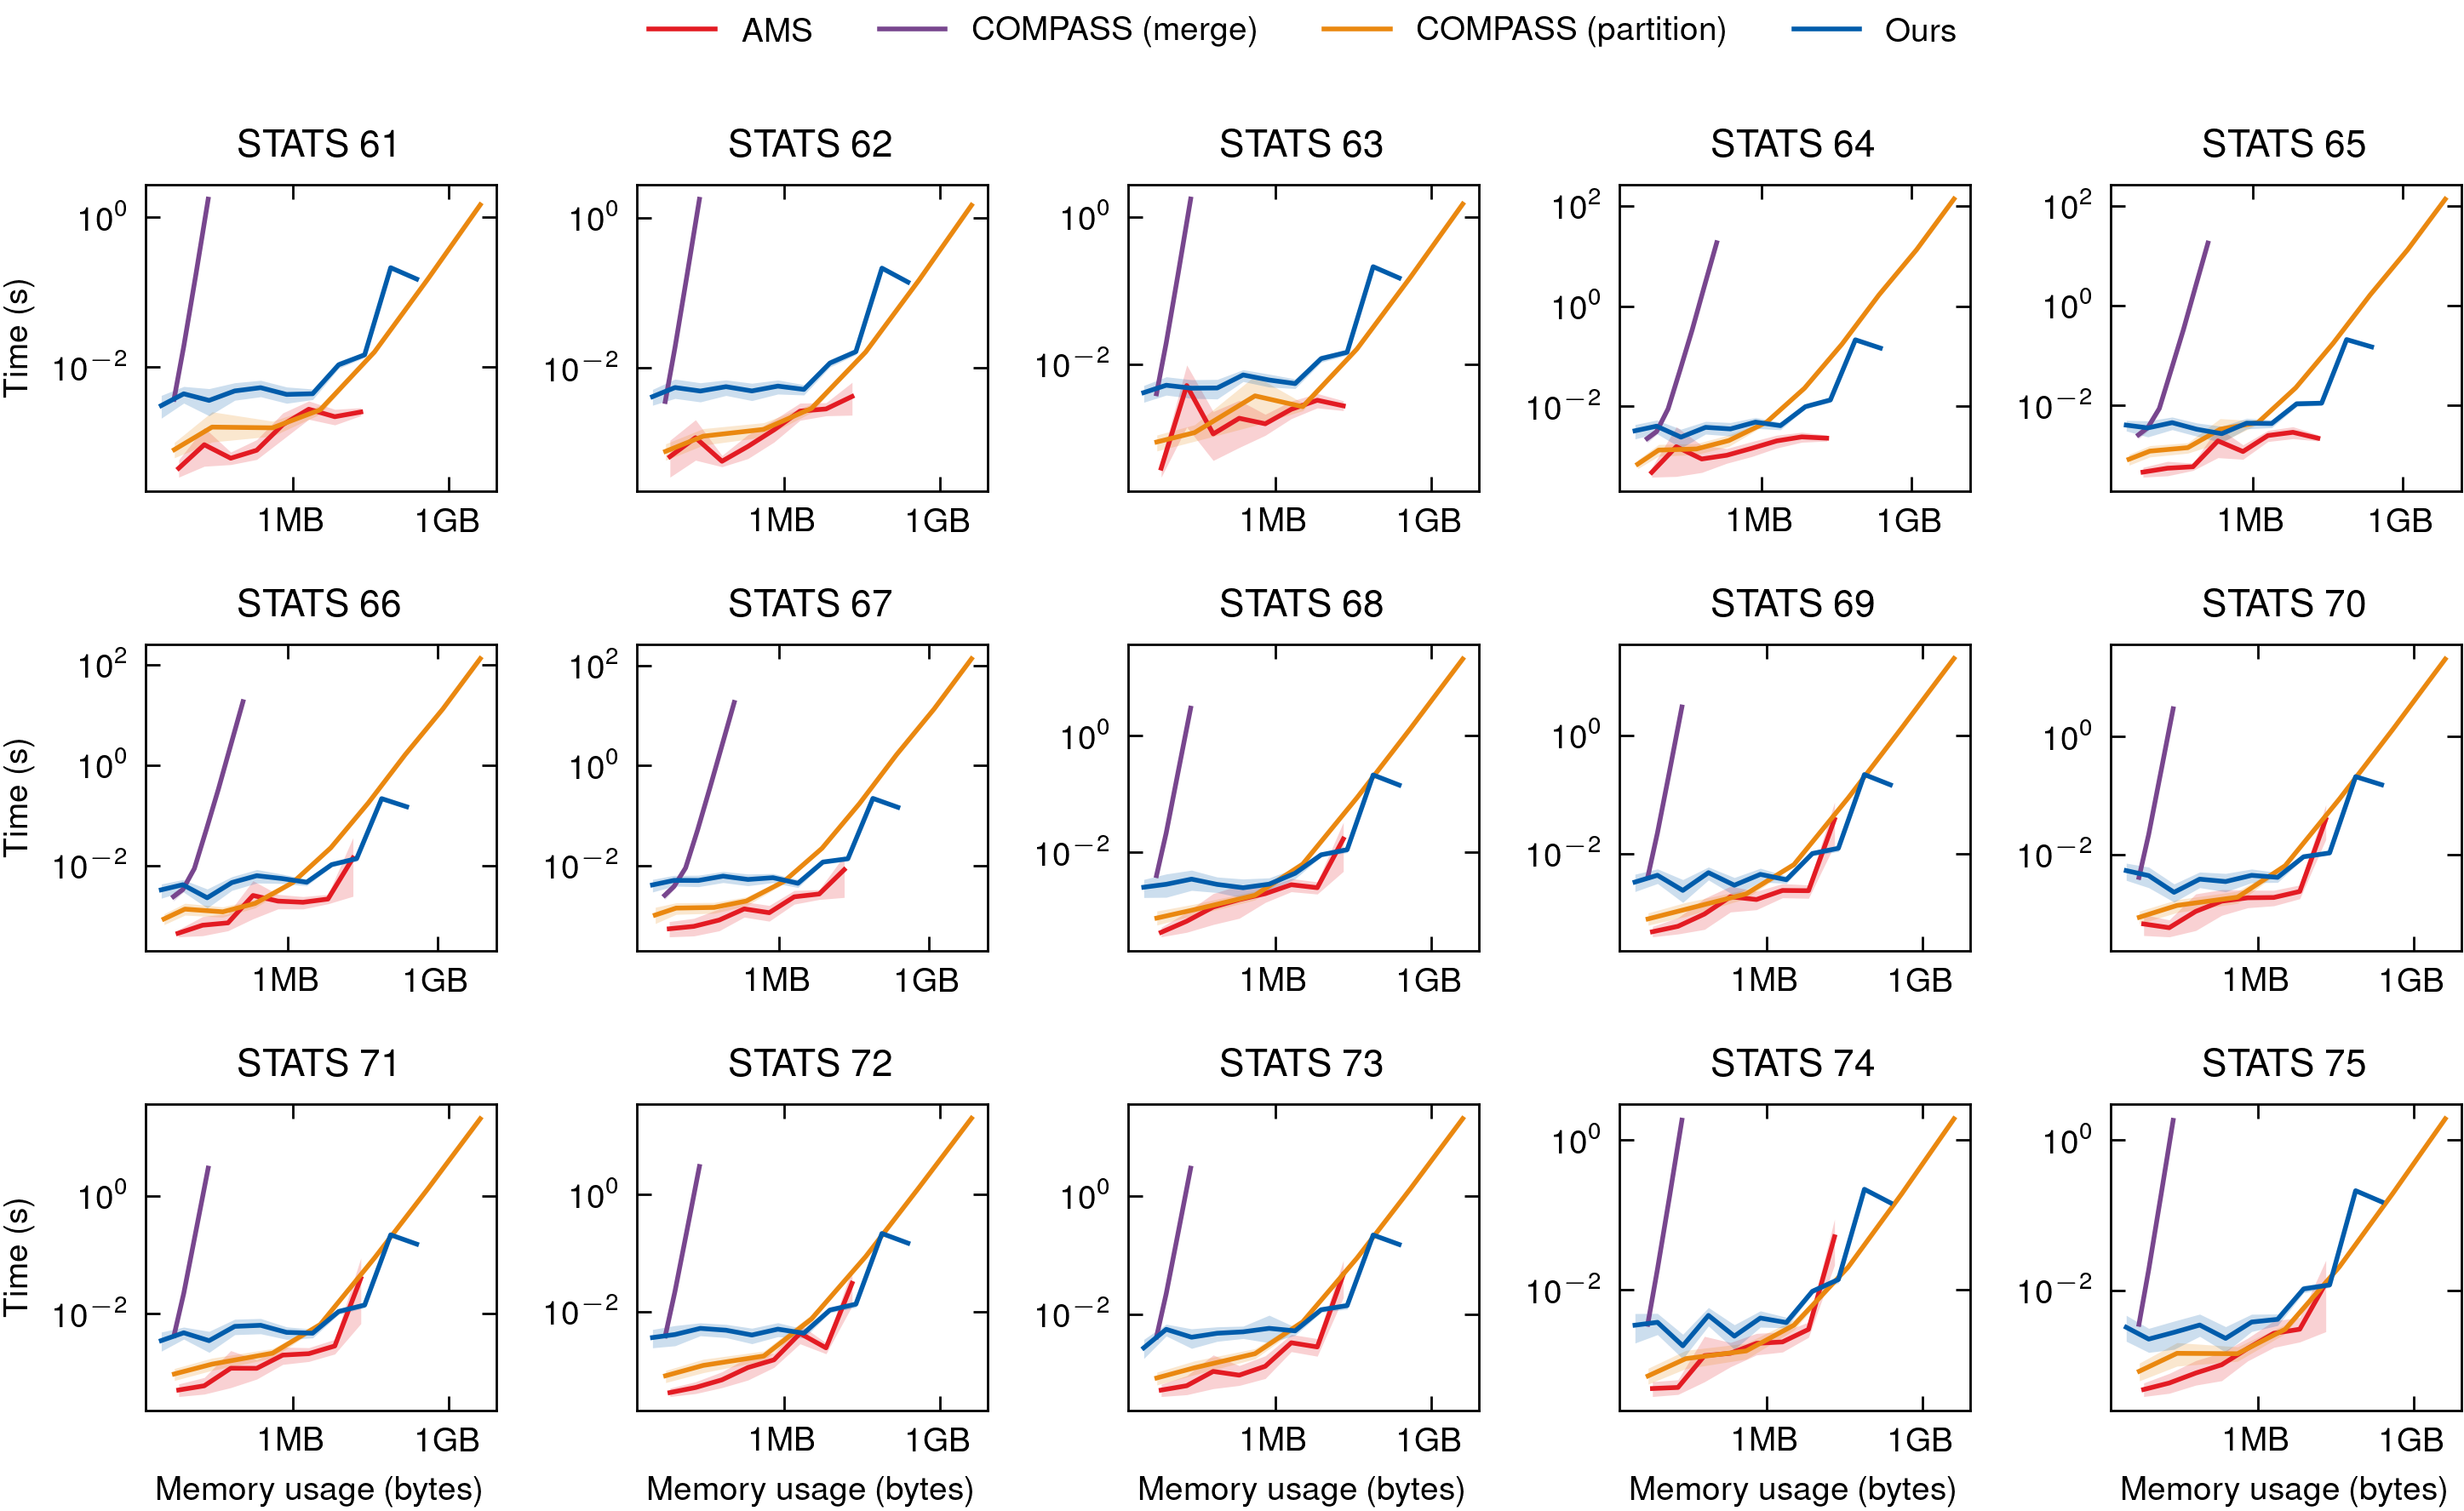 AMS COMPASS (merge) COMPASS (partition) Ours
STATS 61 STATS 62 STATS 63 STATS 64 STATS 65
10^0 10^0 10^0 10^2 10^2
10^0 10^0
10^−2 10^−2 10^−2 10^−2 10^−2
Time (s)
1MB 1GB 1MB 1GB 1MB 1GB 1MB 1GB 1MB 1GB
STATS 66 STATS 67 STATS 68 STATS 69 STATS 70
10^2 10^2
10^0 10^0 10^0 10^0 10^0
10^−2 10^−2 10^−2 10^−2 10^−2
Time (s)
1MB 1GB 1MB 1GB 1MB 1GB 1MB 1GB 1MB 1GB
STATS 71 STATS 72 STATS 73 STATS 74 STATS 75
10^0 10^0 10^0 10^0 10^0
10^−2 10^−2 10^−2 10^−2 10^−2
Time (s)
1MB 1GB 1MB 1GB 1MB 1GB 1MB 1GB 1MB 1GB
Memory usage (bytes) Memory usage (bytes) Memory usage (bytes) Memory usage (bytes) Memory usage (bytes)